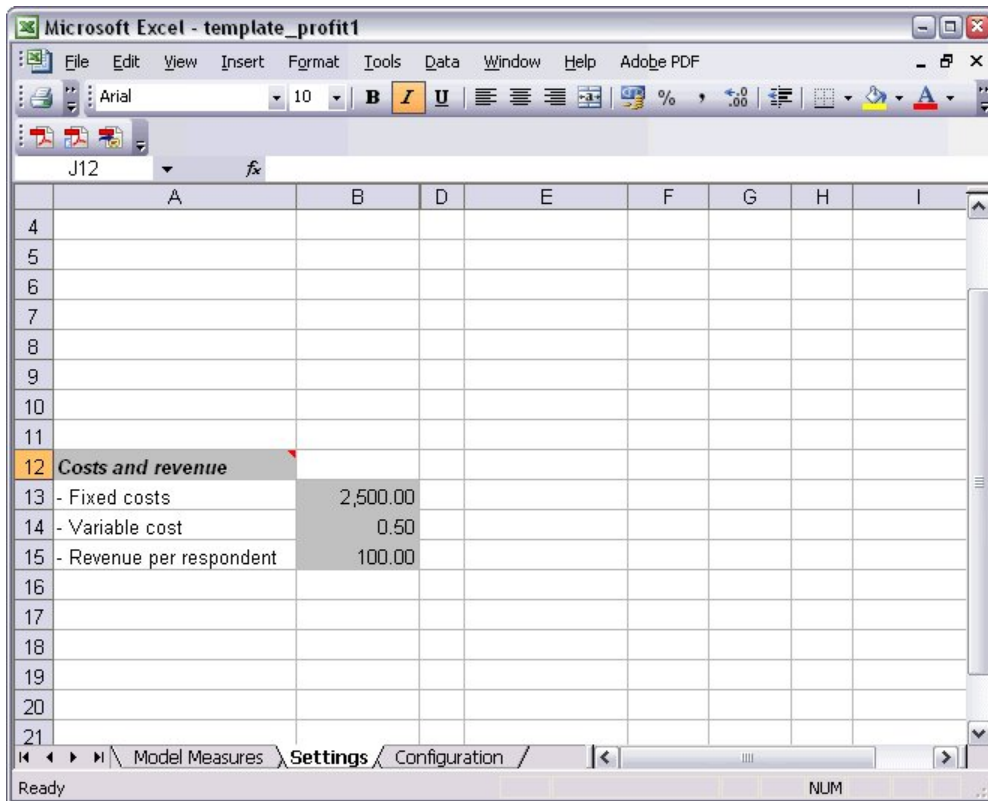 Microsoft Excel - template_profit1
File Edit View Insert Format Tools Data Window Help Adobe PDF
Arial 10 B I U % , .00
J12 fx
A B D E F G H I
4
5
6
7
8
9
10
11
12 Costs and revenue
13 - Fixed costs 2,500.00
14 - Variable cost 0.50
15 - Revenue per respondent 100.00
16
17
18
19
20
21
Model Measures Settings Configuration
Ready NUM